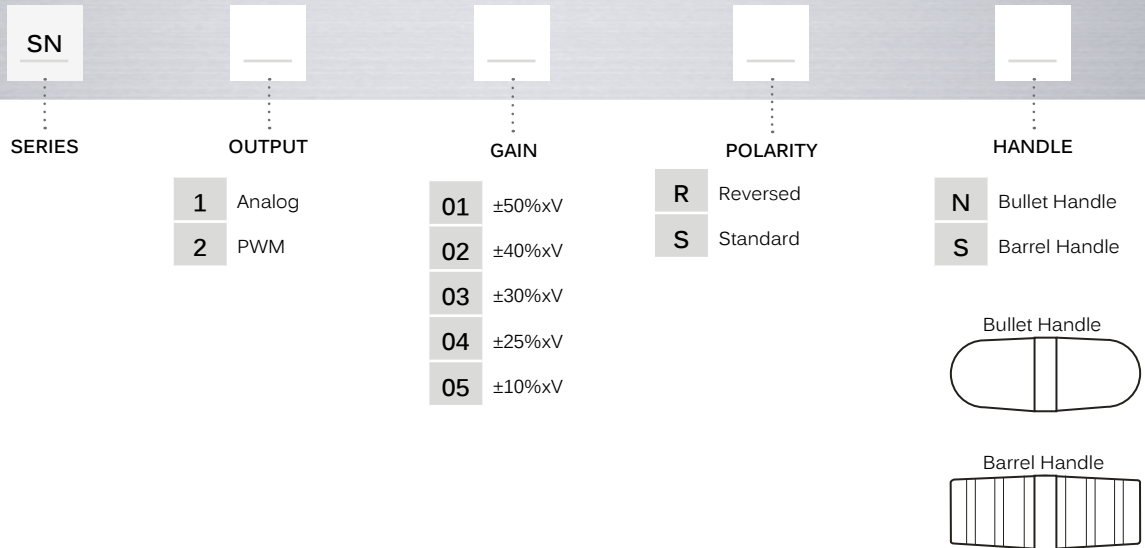 SN
SERIES
OUTPUT
1 Analog
2 PWM
GAIN
01 ±50%xV
02 ±40%xV
03 ±30%xV
04 ±25%xV
05 ±10%xV
POLARITY
R Reversed
S Standard
HANDLE
N Bullet Handle
S Barrel Handle
Bullet Handle
Barrel Handle